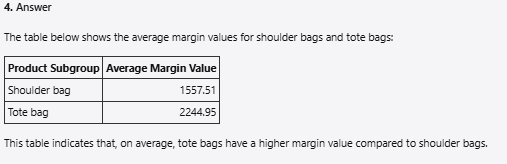 4. Answer
The table below shows the average margin values for shoulder bags and tote bags:
Product Subgroup Average Margin Value
Shoulder bag 1557.51
Tote bag 2244.95
This table indicates that, on average, tote bags have a higher margin value compared to shoulder bags.